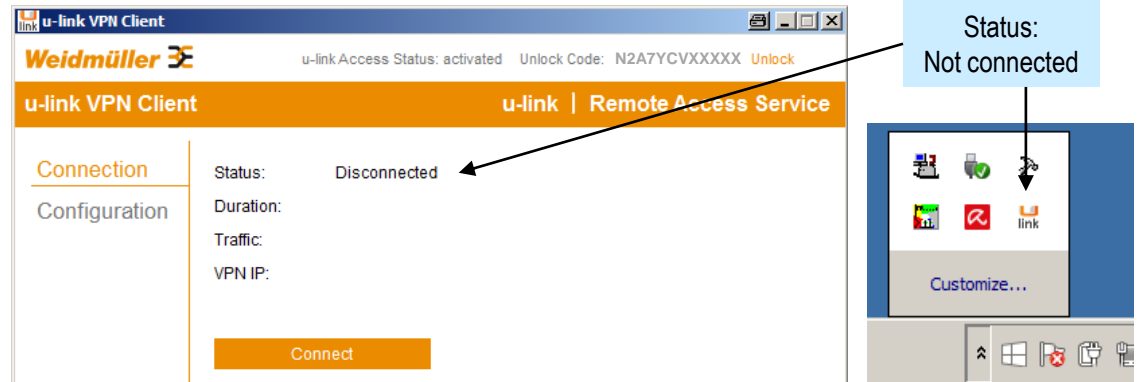 link u-link VPN Client
Weidmüller
u-link Access Status: activated Unlock Code: N2A7YCVXXXXX Unlock
u-link VPN Client u-link | Remote Access Service
Connection
Configuration
Status: Disconnected
Duration:
Traffic:
VPN IP:
Connect
Status:
Not connected
link
Customize...